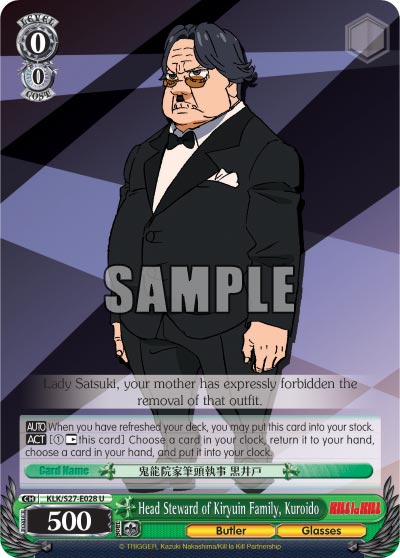 LEVEL
0
0
COST
SAMPLE
Lady Satsuki, your mother has expressly forbidden the
removal of that outfit.
AUTO When you have refreshed your deck, you may put this card into your stock.
ACT [① this card] Choose a card in your clock, return it to your hand,
choose a card in your hand, and put it into your clock.
Card Name 鬼龍院家筆頭執事 黒井戸
CH KLK/S27-E028 U
POWER 500
Head Steward of Kiryuin Family, Kuroido KILL la KILL
Butler Glasses
© TRIGGER, Kazuki Nakashima/Kill la Kill Partnership